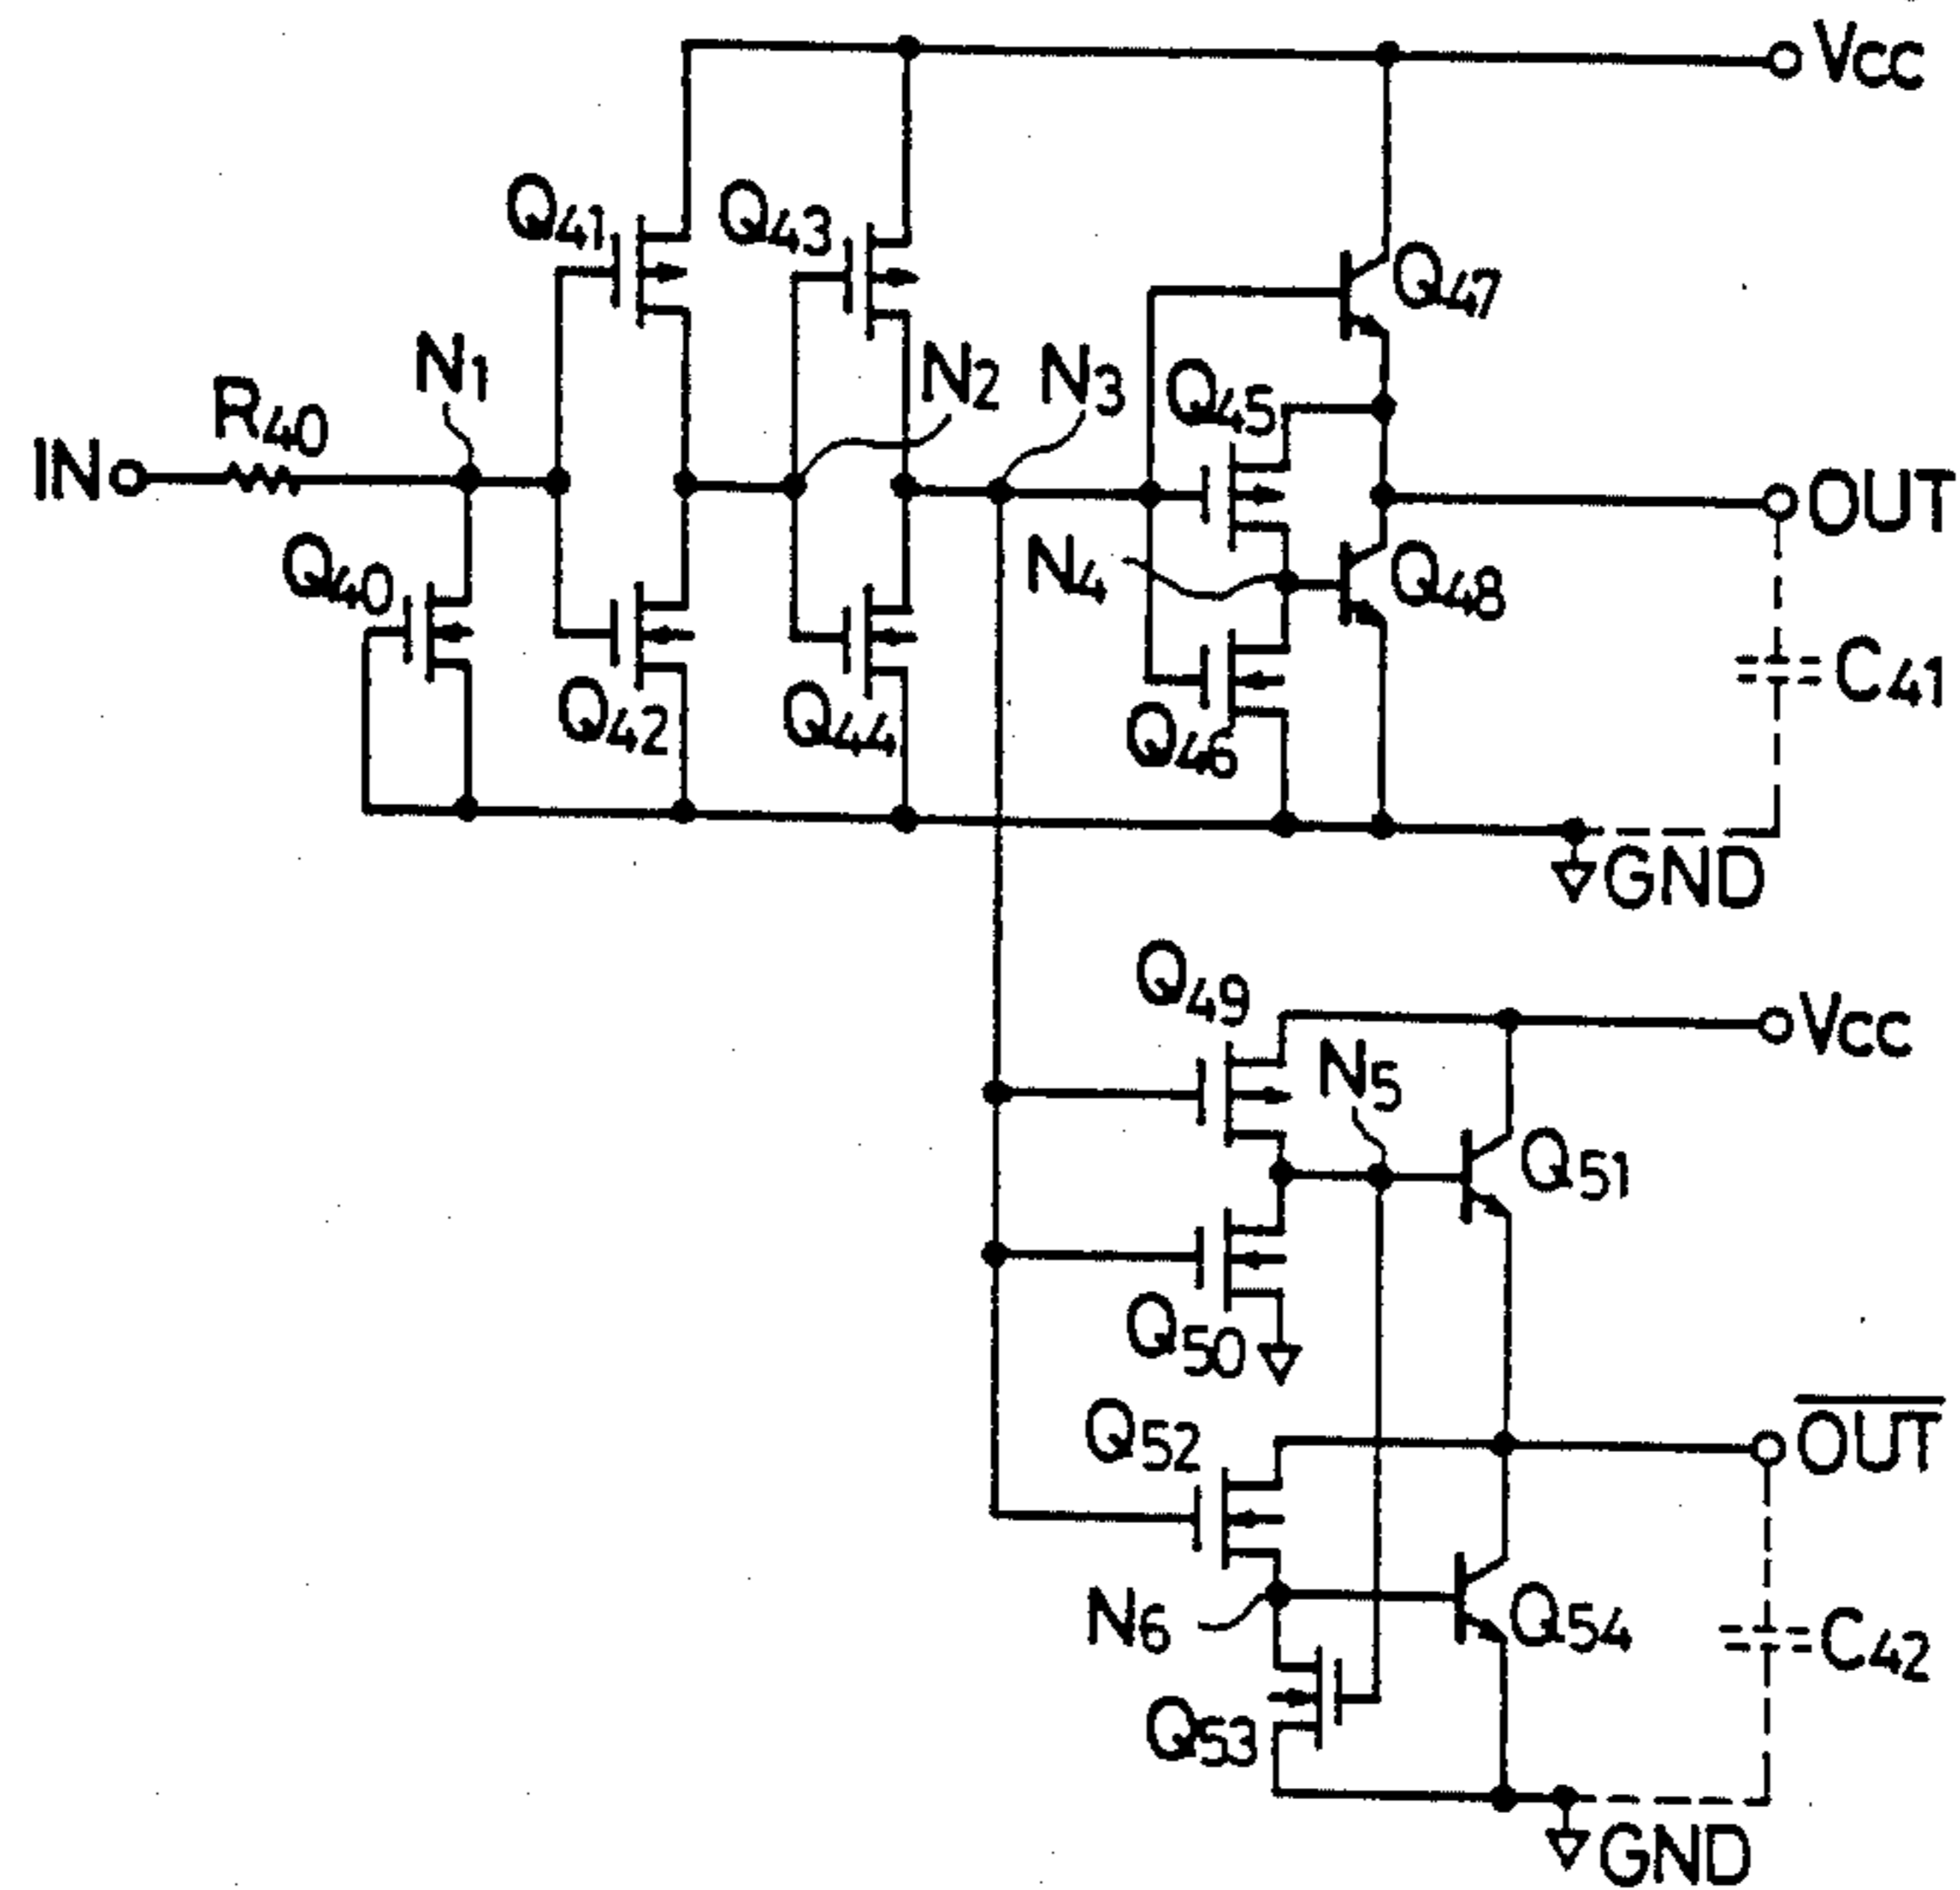 VCC
Q41
Q43
Q47
N1
N2
N3
Q45
R40
IN
OUT
Q40
N4
Q48
C41
Q42
Q44
Q46
GND
Q49
VCC
N5
Q51
Q50
Q52
OUT
N6
Q54
C42
Q53
GND